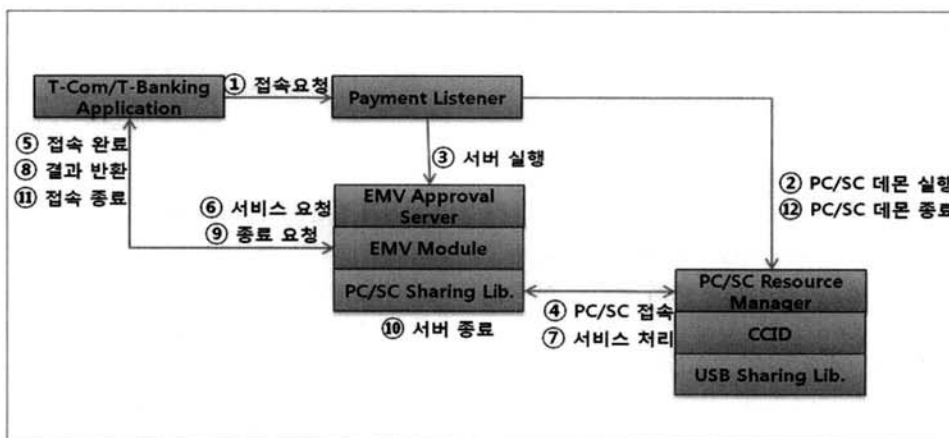 T-Com/T-Banking
Application
① 접속요청
Payment Listener
⑤ 접속 완료
⑧ 결과 반환
⑪ 접속 종료
③ 서버 실행
② PC/SC 데몬 실행
⑫ PC/SC 데몬 종료
⑥ 서비스 요청
⑨ 종료 요청
EMV Approval
Server
EMV Module
PC/SC Sharing Lib.
⑩ 서버 종료
④ PC/SC 접속
⑦ 서비스 처리
PC/SC Resource
Manager
CCID
USB Sharing Lib.